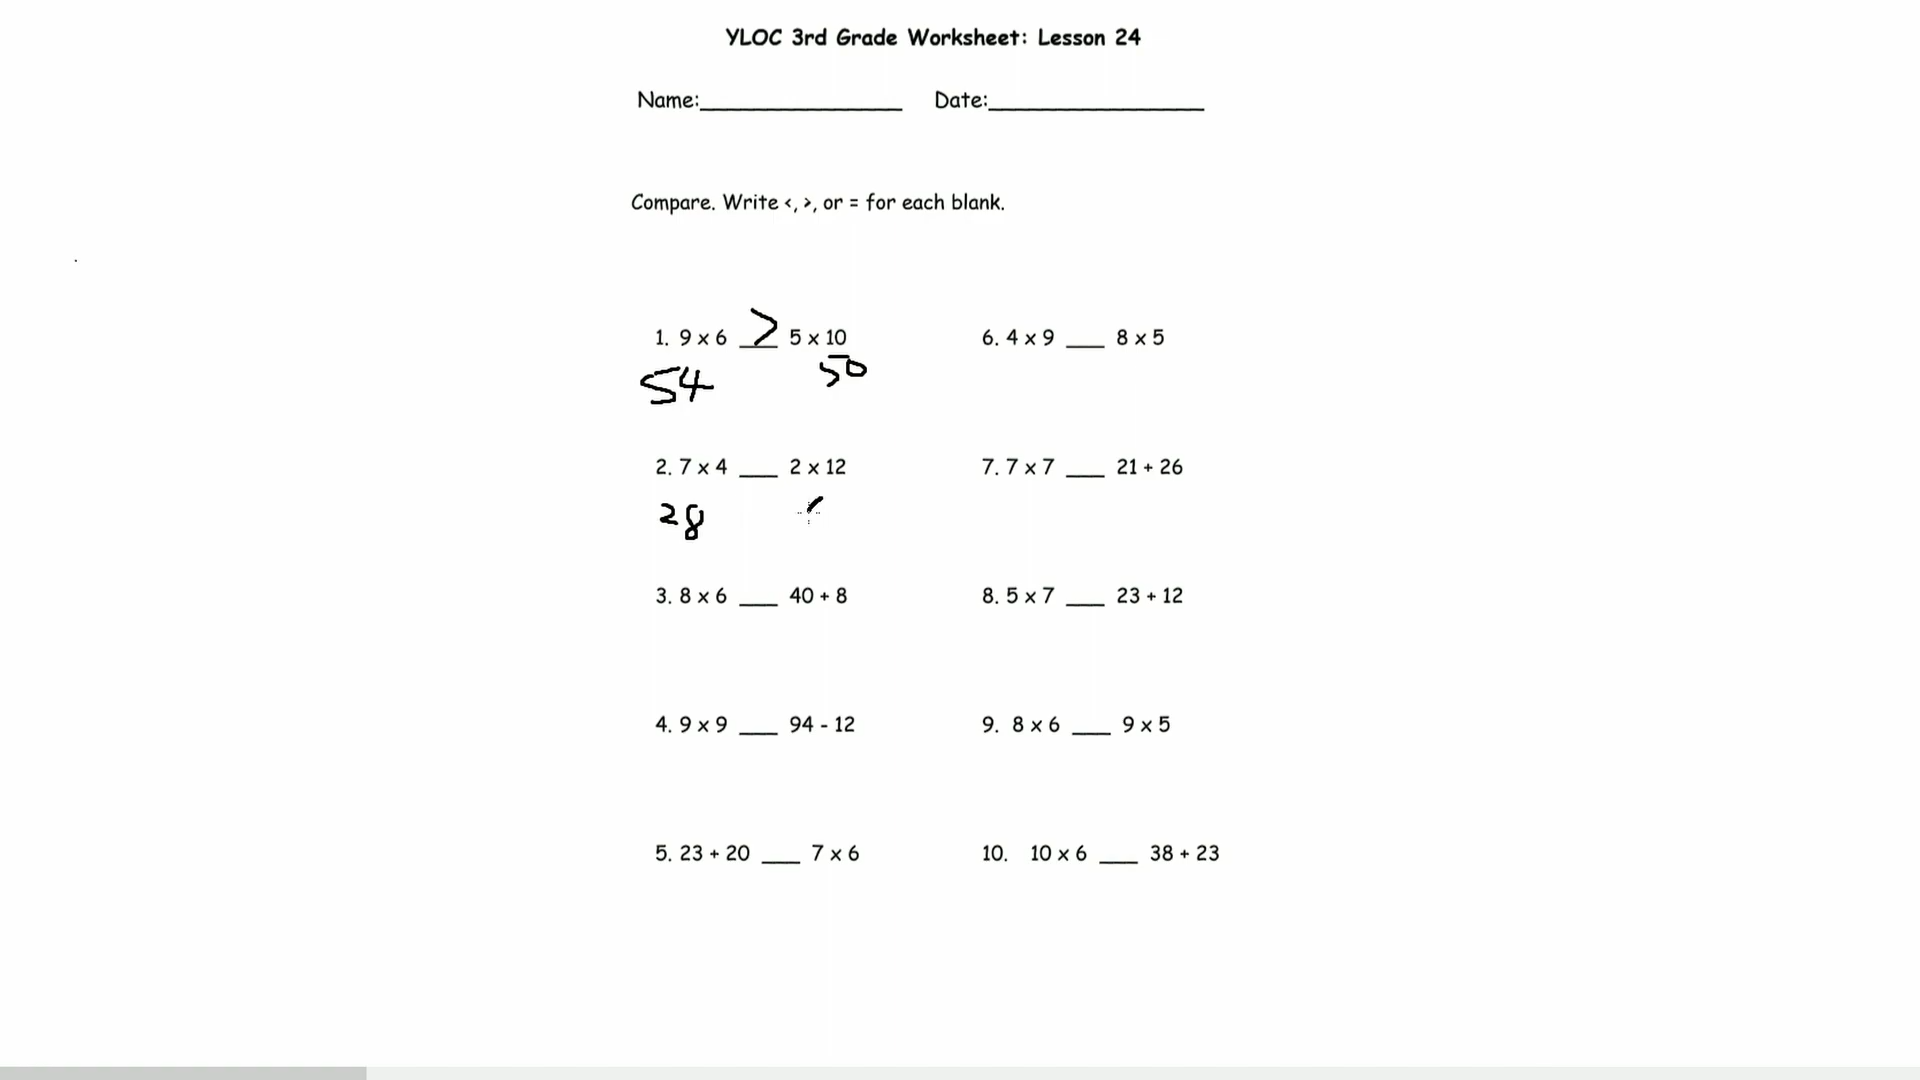 YLOC 3rd Grade Worksheet: Lesson 24
Name:_______________ Date:________________
Compare. Write <, >, or = for each blank.
1. 9 x 6 > 5 x 10
54 50
2. 7 x 4 ___ 2 x 12
28
3. 8 x 6 ___ 40 + 8
4. 9 x 9 ___ 94 - 12
5. 23 + 20 ___ 7 x 6
6. 4 x 9 ___ 8 x 5
7. 7 x 7 ___ 21 + 26
8. 5 x 7 ___ 23 + 12
9. 8 x 6 ___ 9 x 5
10. 10 x 6 ___ 38 + 23